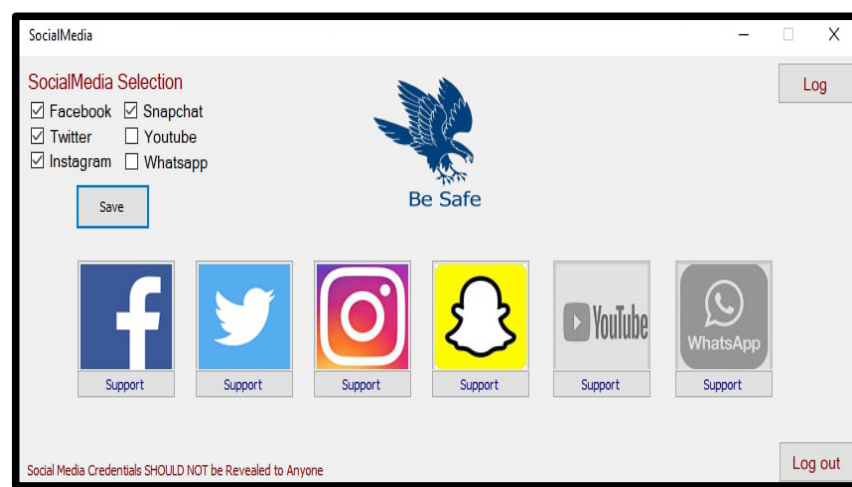 SocialMedia
SocialMedia Selection
Facebook Snapchat
Twitter Youtube
Instagram Whatsapp
Save
Be Safe
Log
YouTube
WhatsApp
Support Support Support Support Support Support
Social Media Credentials SHOULD NOT be Revealed to Anyone
Log out